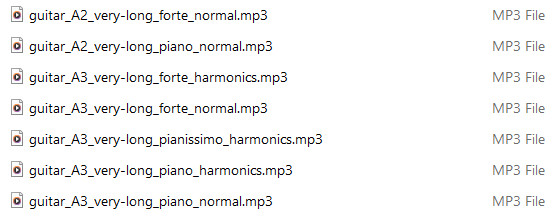 guitar_A2_very-long_forte_normal.mp3 MP3 File
guitar_A2_very-long_piano_normal.mp3 MP3 File
guitar_A3_very-long_forte_harmonics.mp3 MP3 File
guitar_A3_very-long_forte_normal.mp3 MP3 File
guitar_A3_very-long_pianissimo_harmonics.mp3 MP3 File
guitar_A3_very-long_piano_harmonics.mp3 MP3 File
guitar_A3_very-long_piano_normal.mp3 MP3 File